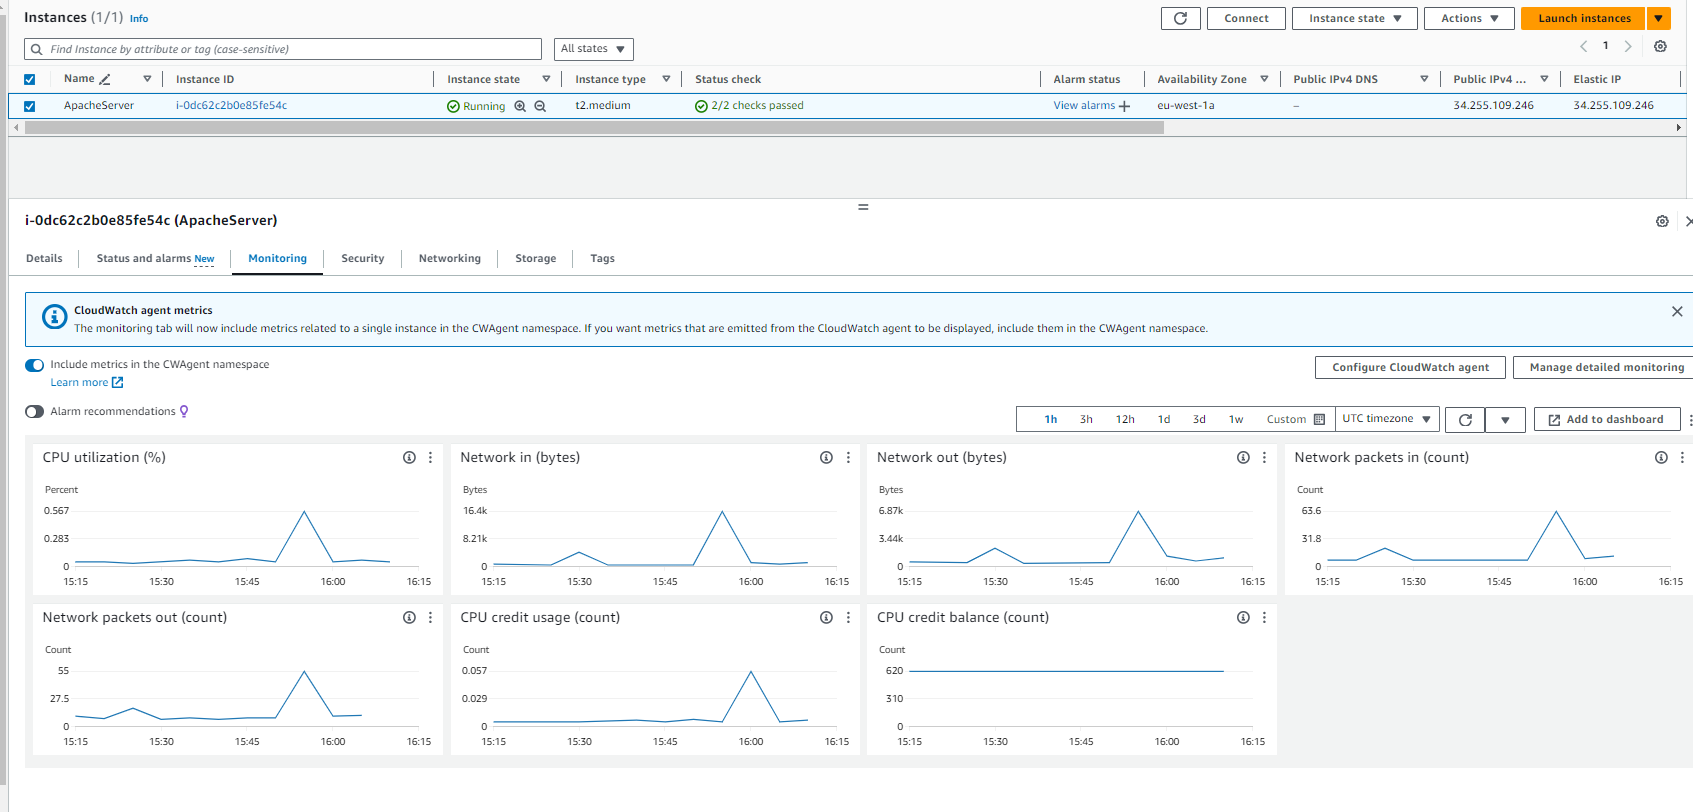 Instances (1/1) Info
Connect Instance state Actions Launch instances
Find Instance by attribute or tag (case-sensitive) All states 1
Name Instance ID Instance state Instance type Status check Alarm status Availability Zone Public IPv4 DNS Public IPv4 ... Elastic IP
ApacheServer i-0dc62c2b0e85fe54c Running t2.medium 2/2 checks passed View alarms + eu-west-1a – 34.255.109.246 34.255.109.246
i-0dc62c2b0e85fe54c (ApacheServer)
Details Status and alarms New Monitoring Security Networking Storage Tags
CloudWatch agent metrics
The monitoring tab will now include metrics related to a single instance in the CWAgent namespace. If you want metrics that are emitted from the CloudWatch agent to be displayed, include them in the CWAgent namespace.
Include metrics in the CWAgent namespace
Learn more
Configure CloudWatch agent Manage detailed monitoring
Alarm recommendations
1h 3h 12h 1d 3d 1w Custom UTC timezone Add to dashboard
CPU utilization (%)
Percent
0.567
0.283
0
15:15 15:30 15:45 16:00 16:15
Network in (bytes)
Bytes
16.4k
8.21k
0
15:15 15:30 15:45 16:00 16:15
Network out (bytes)
Bytes
6.87k
3.44k
0
15:15 15:30 15:45 16:00 16:15
Network packets in (count)
Count
63.6
31.8
0
15:15 15:30 15:45 16:00 16:15
Network packets out (count)
Count
55
27.5
0
15:15 15:30 15:45 16:00 16:15
CPU credit usage (count)
Count
0.057
0.029
0
15:15 15:30 15:45 16:00 16:15
CPU credit balance (count)
Count
620
310
0
15:15 15:30 15:45 16:00 16:15